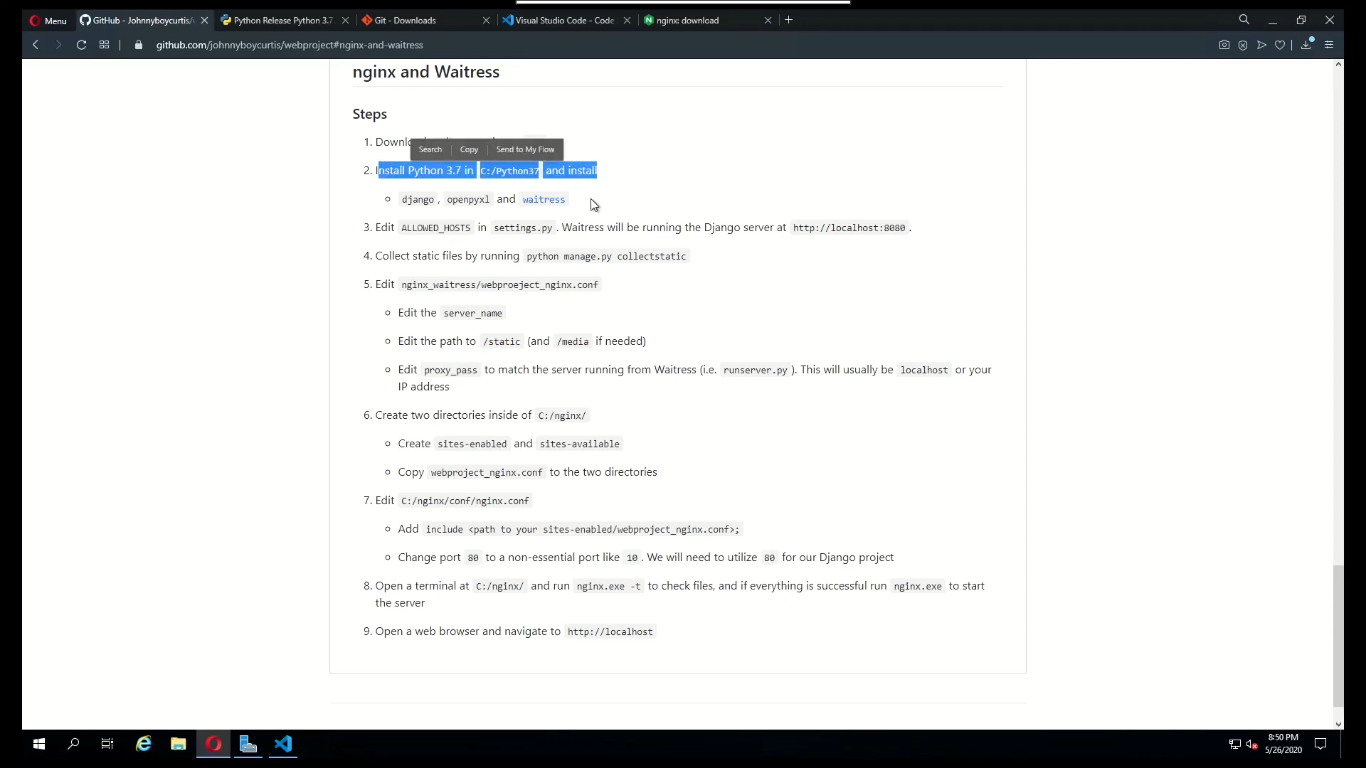 Menu
GitHub - Johnnyboycurtis/
Python Release Python 3.7.
Git - Downloads
Visual Studio Code - Code
nginx download
github.com/johnnyboycurtis/webproject#nginx-and-waitress
nginx and Waitress
Steps
1. Downl
Search Copy Send to My Flow
2. Install Python 3.7 in C:/Python37 and install
django, openpyxl and waitress
3. Edit ALLOWED_HOSTS in settings.py. Waitress will be running the Django server at http://localhost:8080.
4. Collect static files by running python manage.py collectstatic
5. Edit nginx_waitress/webproeject_nginx.conf
Edit the server_name
Edit the path to /static (and /media if needed)
Edit proxy_pass to match the server running from Waitress (i.e. runserver.py). This will usually be localhost or your
IP address
6. Create two directories inside of C:/nginx/
Create sites-enabled and sites-available
Copy webproject_nginx.conf to the two directories
7. Edit C:/nginx/conf/nginx.conf
Add include <path to your sites-enabled/webproject_nginx.conf>;
Change port 80 to a non-essential port like 10. We will need to utilize 80 for our Django project
8. Open a terminal at C:/nginx/ and run nginx.exe -t to check files, and if everything is successful run nginx.exe to start
the server
9. Open a web browser and navigate to http://localhost
8:50 PM
5/26/2020